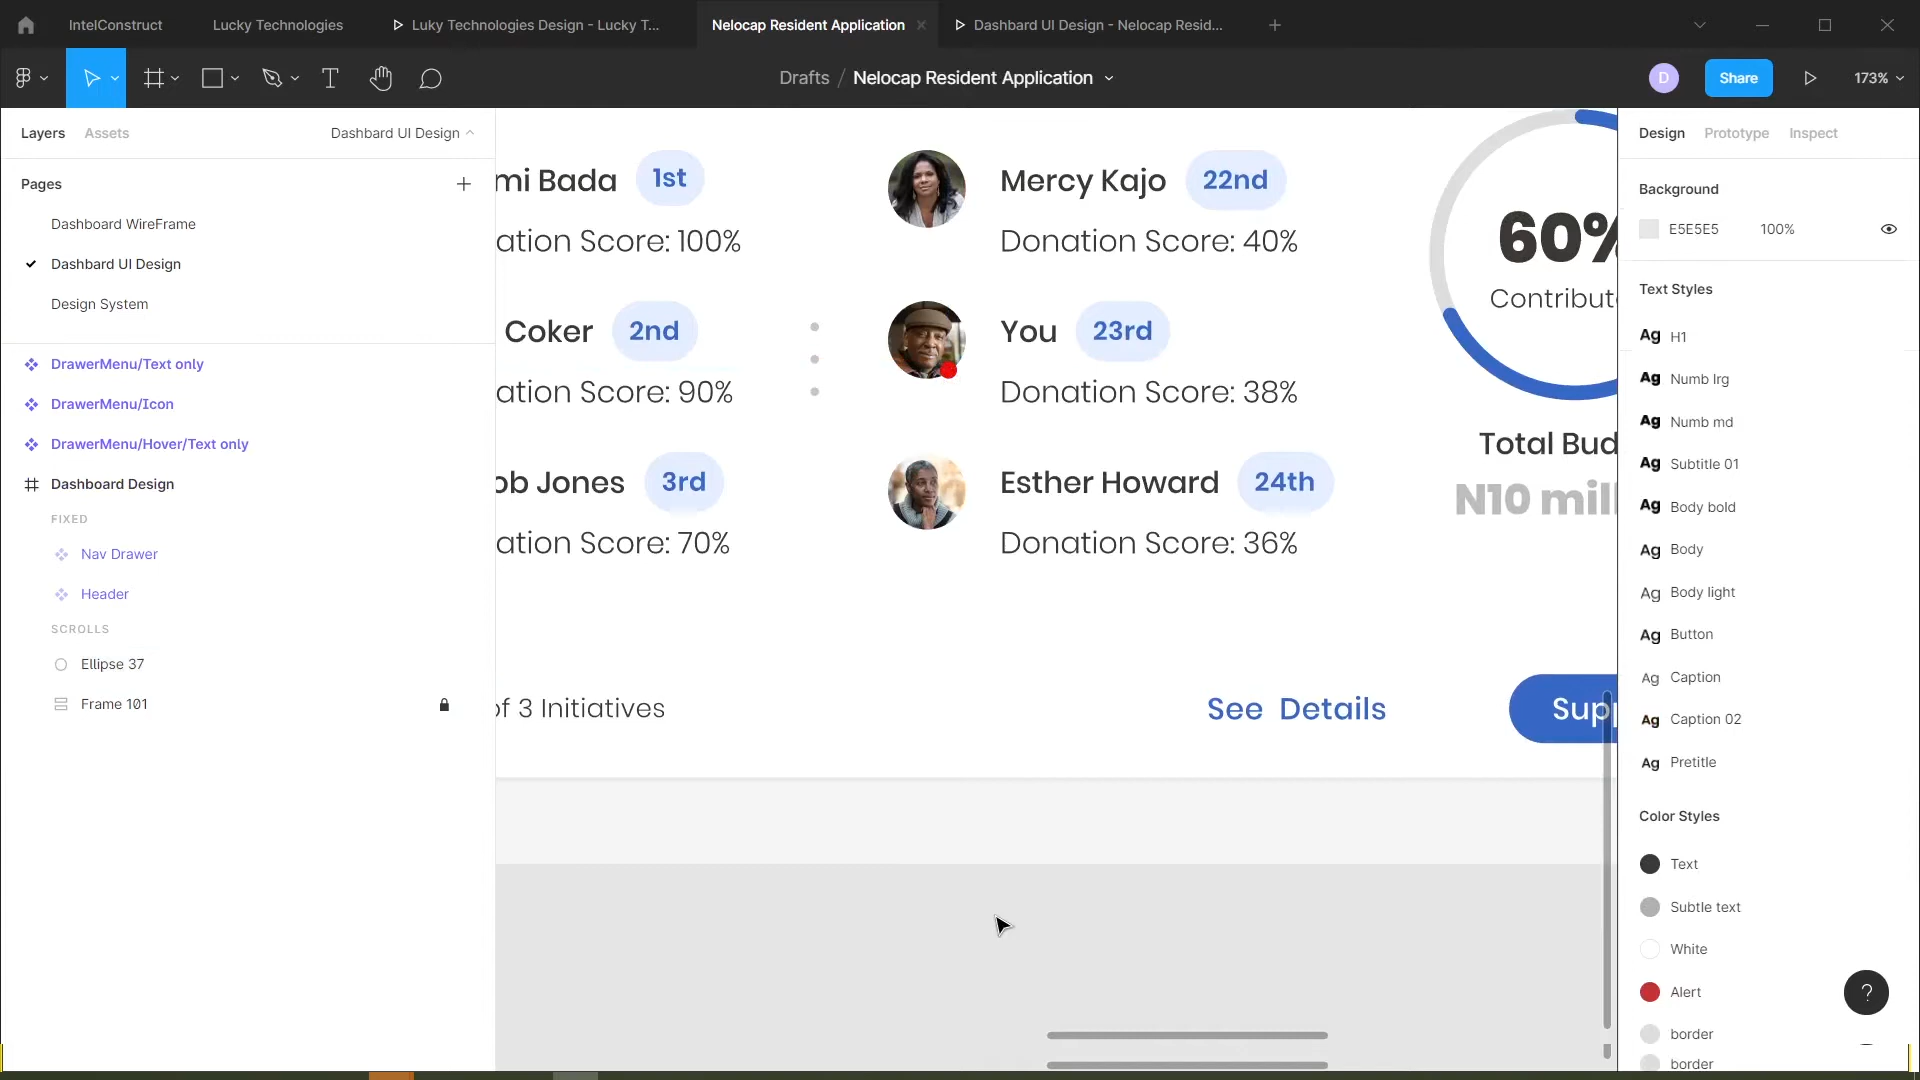 IntelConstruct
Lucky Technologies
Luky Technologies Design - Lucky T...
Nelocap Resident Application
Dashbard UI Design - Nelocap Resid...
Drafts / Nelocap Resident Application
D
Share
173%
Layers
Assets
Dashbard UI Design
Pages
Dashboard WireFrame
Dashbard UI Design
Design System
DrawerMenu/Text only
DrawerMenu/Icon
DrawerMenu/Hover/Text only
Dashboard Design
FIXED
Nav Drawer
Header
SCROLLS
Ellipse 37
Frame 101
mi Bada 1st
ation Score: 100%
Coker 2nd
ation Score: 90%
ob Jones 3rd
ation Score: 70%
Mercy Kajo 22nd
Donation Score: 40%
You 23rd
Donation Score: 38%
Esther Howard 24th
Donation Score: 36%
60%
Contribut
Total Bud
N10 mill
of 3 Initiatives
See Details
Supp
Design
Prototype
Inspect
Background
E5E5E5 100%
Text Styles
Ag H1
Ag Numb lrg
Ag Numb md
Ag Subtitle 01
Ag Body bold
Ag Body
Ag Body light
Ag Button
Ag Caption
Ag Caption 02
Ag Pretitle
Color Styles
Text
Subtle text
White
Alert
border
border
?